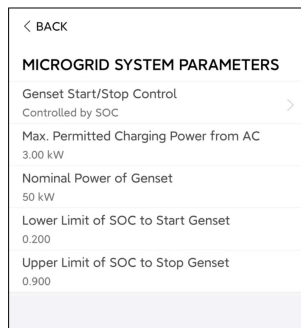 < BACK
MICROGRID SYSTEM PARAMETERS
Genset Start/Stop Control
Controlled by SOC
Max. Permitted Charging Power from AC
3.00 kW
Nominal Power of Genset
50 kW
Lower Limit of SOC to Start Genset
0.200
Upper Limit of SOC to Stop Genset
0.900